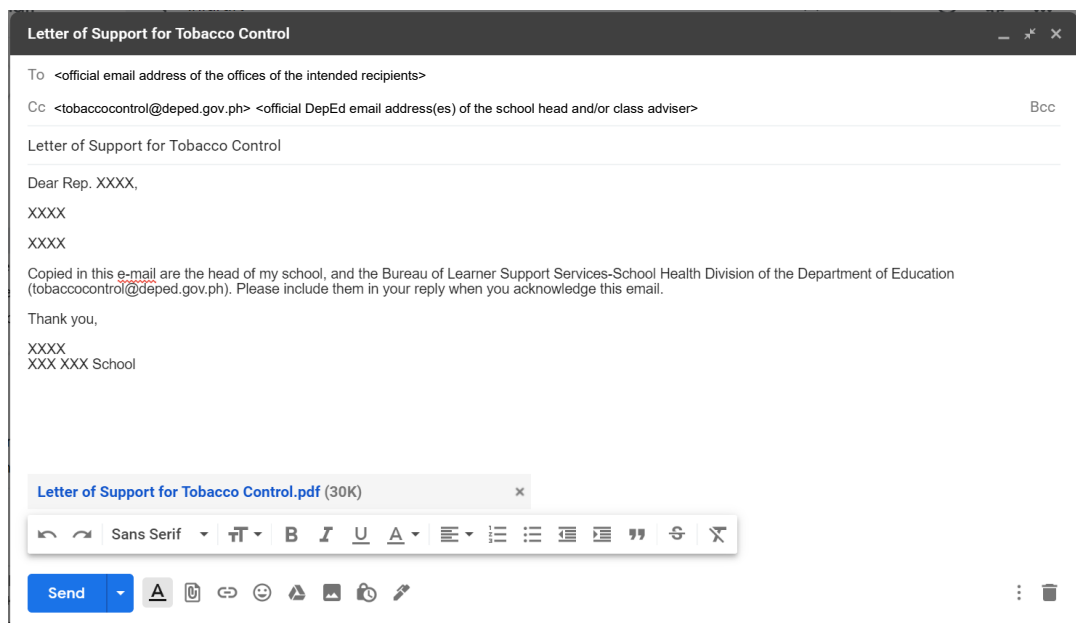 Letter of Support for Tobacco Control
To <official email address of the offices of the intended recipients>
Cc <tobaccocontrol@deped.gov.ph> <official DepEd email address(es) of the school head and/or class adviser> Bcc
Letter of Support for Tobacco Control
Dear Rep. XXXX,
XXXX
XXXX
Copied in this e-mail are the head of my school, and the Bureau of Learner Support Services-School Health Division of the Department of Education
(tobaccocontrol@deped.gov.ph). Please include them in your reply when you acknowledge this email.
Thank you,
XXXX
XXX XXX School
Letter of Support for Tobacco Control.pdf (30K)
Sans Serif
Send